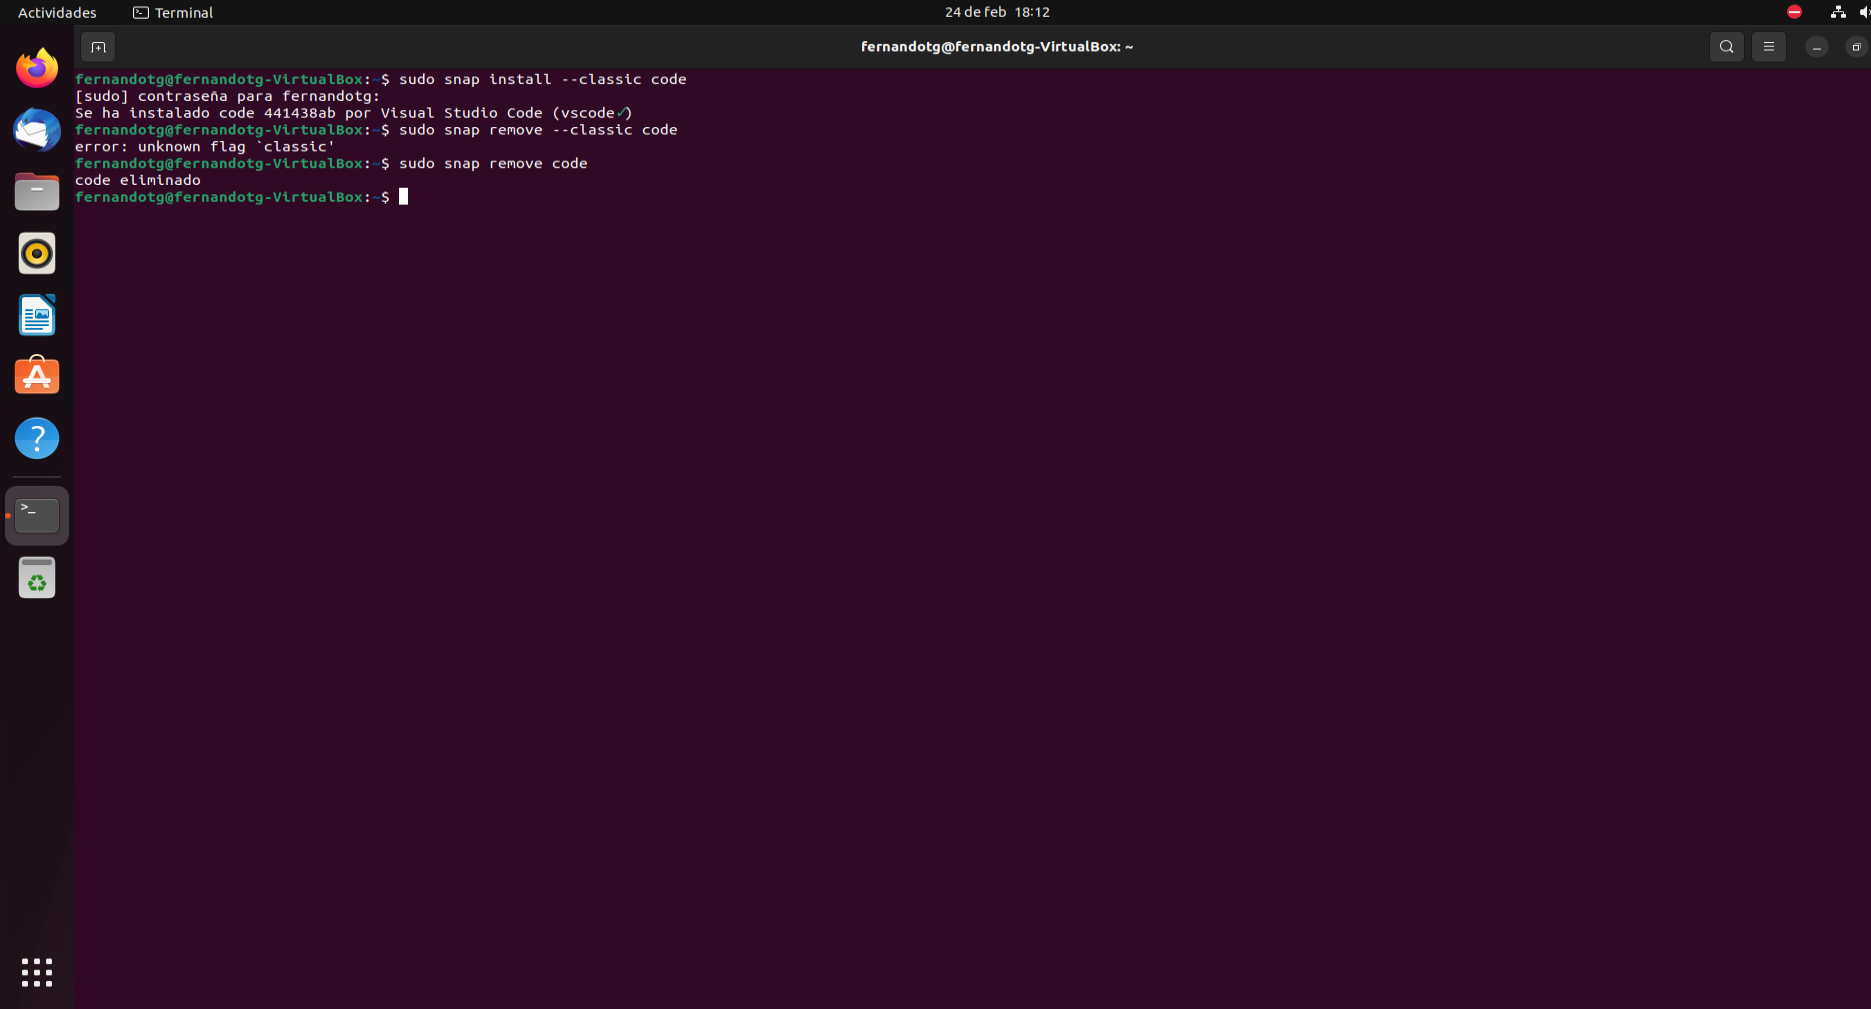 Actividades Terminal 24 de feb 18:12
fernandotg@fernandotg-VirtualBox: ~
fernandotg@fernandotg-VirtualBox:~$ sudo snap install --classic code
[sudo] contraseña para fernandotg:
Se ha instalado code 441438ab por Visual Studio Code (vscode✓)
fernandotg@fernandotg-VirtualBox:~$ sudo snap remove --classic code
error: unknown flag `classic'
fernandotg@fernandotg-VirtualBox:~$ sudo snap remove code
code eliminado
fernandotg@fernandotg-VirtualBox:~$